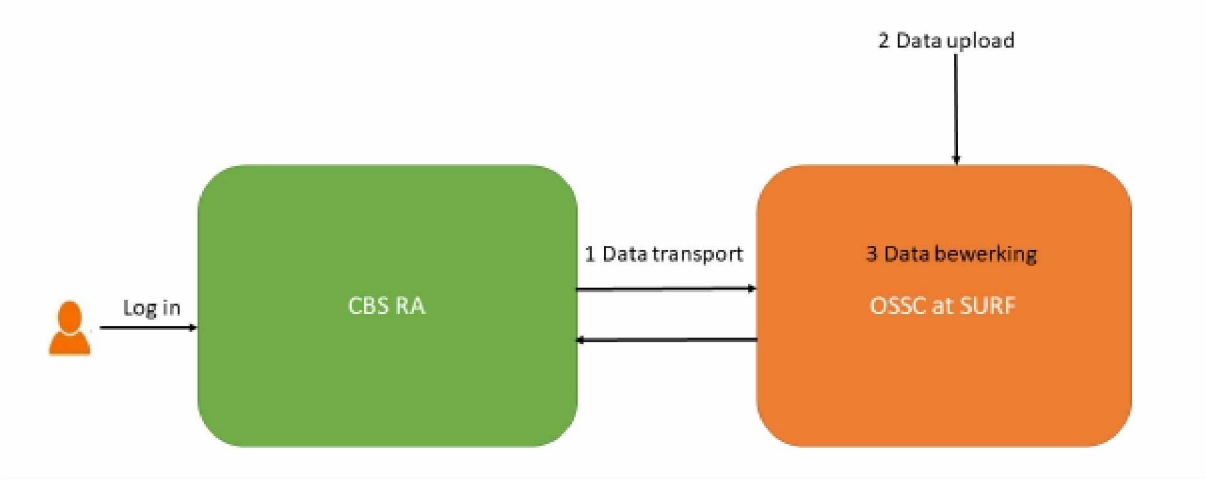 2 Data upload
1 Data transport
3 Data bewerking
Log in
CBS RA
OSSC at SURF